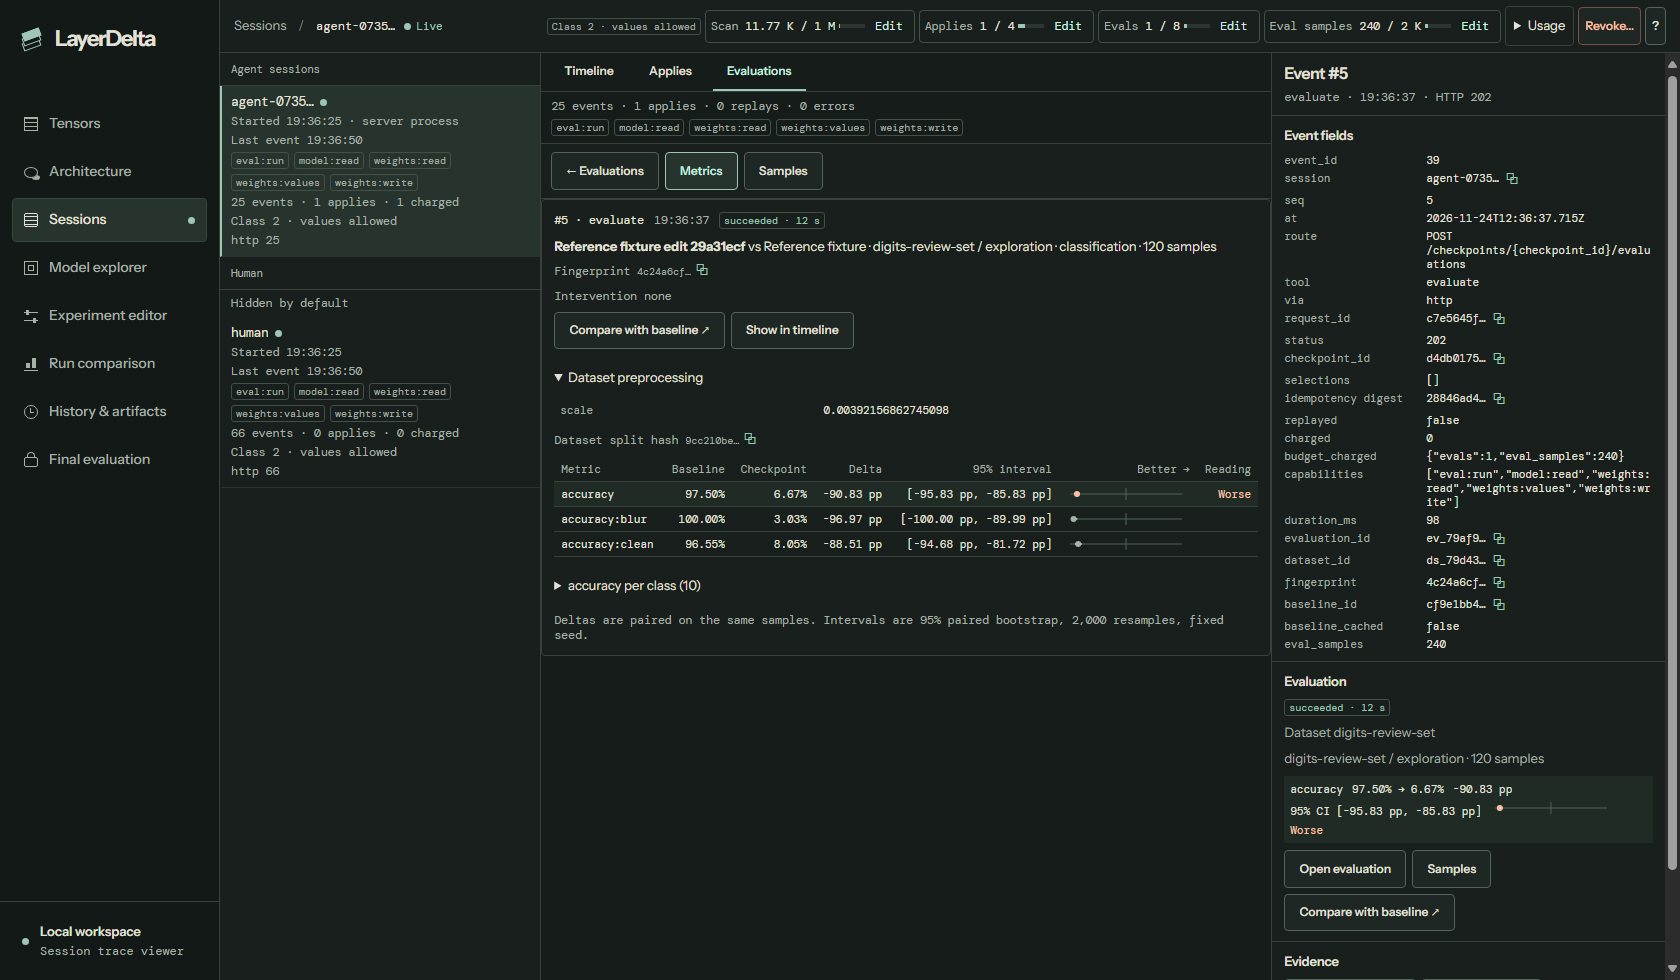 LayerDelta
Tensors
Architecture
Sessions
Model explorer
Experiment editor
Run comparison
History & artifacts
Final evaluation
Local workspace
Session trace viewer
Sessions / agent-0735… Live
Class 2 · values allowed
Scan 11.77 K / 1 M Edit
Applies 1 / 4 Edit
Evals 1 / 8 Edit
Eval samples 240 / 2 K Edit
▶ Usage
Revoke…
?
Agent sessions
agent-0735…
Started 19:36:25 · server process
Last event 19:36:50
eval:run model:read weights:read
weights:values weights:write
25 events · 1 applies · 1 charged
Class 2 · values allowed
http 25
Human
Hidden by default
human
Started 19:36:25
Last event 19:36:50
eval:run model:read weights:read
weights:values weights:write
66 events · 0 applies · 0 charged
Class 2 · values allowed
http 66
Timeline Applies Evaluations
25 events · 1 applies · 0 replays · 0 errors
eval:run model:read weights:read weights:values weights:write
← Evaluations Metrics Samples
#5 · evaluate 19:36:37 succeeded · 12 s
Reference fixture edit 29a31ecf vs Reference fixture · digits-review-set / exploration · classification · 120 samples
Fingerprint 4c24a6cf…
Intervention none
Compare with baseline ↗ Show in timeline
▼ Dataset preprocessing
scale 0.00392156862745098
Dataset split hash 9cc210be…
Metric Baseline Checkpoint Delta 95% interval Better → Reading
accuracy 97.50% 6.67% -90.83 pp [-95.83 pp, -85.83 pp] Worse
accuracy:blur 100.00% 3.03% -96.97 pp [-100.00 pp, -89.99 pp]
accuracy:clean 96.55% 8.05% -88.51 pp [-94.68 pp, -81.72 pp]
▶ accuracy per class (10)
Deltas are paired on the same samples. Intervals are 95% paired bootstrap, 2,000 resamples, fixed
seed.
Event #5
evaluate · 19:36:37 · HTTP 202
Event fields
event_id 39
session agent-0735…
seq 5
at 2026-11-24T12:36:37.715Z
route POST
/checkpoints/{checkpoint_id}/evalu
ations
tool evaluate
via http
request_id c7e5645f…
status 202
checkpoint_id d4db0175…
selections []
idempotency digest 28846ad4…
replayed false
charged 0
budget_charged {"evals":1,"eval_samples":240}
capabilities ["eval:run","model:read","weights:
read","weights:values","weights:wr
ite"]
duration_ms 98
evaluation_id ev_79af9…
dataset_id ds_79d43…
fingerprint 4c24a6cf…
baseline_id cf9e1bb4…
baseline_cached false
eval_samples 240
Evaluation
succeeded · 12 s
Dataset digits-review-set
digits-review-set / exploration · 120 samples
accuracy 97.50% → 6.67% -90.83 pp
95% CI [-95.83 pp, -85.83 pp]
Worse
Open evaluation Samples
Compare with baseline ↗
Evidence